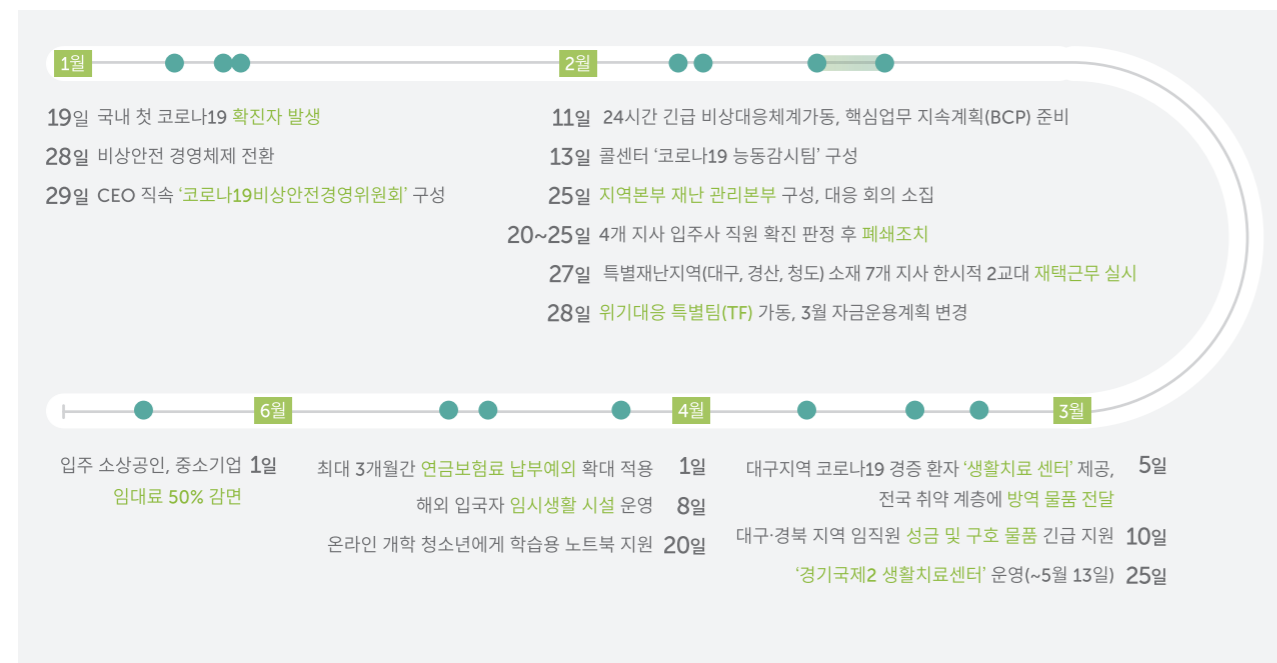 1월
19일 국내 첫 코로나19 확진자 발생
28일 비상안전 경영체제 전환
29일 CEO 직속 ‘코로나19비상안전경영위원회’ 구성
2월
11일 24시간 긴급 비상대응체계가동, 핵심업무 지속계획(BCP) 준비
13일 콜센터 ‘코로나19 능동감시팀’ 구성
25일 지역본부 재난 관리본부 구성, 대응 회의 소집
20~25일 4개 지사 입주사 직원 확진 판정 후 폐쇄조치
27일 특별재난지역(대구, 경산, 청도) 소재 7개 지사 한시적 2교대 재택근무 실시
28일 위기대응 특별팀(TF) 가동, 3월 자금운용계획 변경
3월
대구지역 코로나19 경증 환자 ‘생활치료 센터’ 제공, 5일
전국 취약 계층에 방역 물품 전달
대구·경북 지역 임직원 성금 및 구호 물품 긴급 지원 10일
‘경기국제2 생활치료센터’ 운영(~5월 13일) 25일
4월
최대 3개월간 연금보험료 납부예외 확대 적용 1일
해외 입국자 임시생활 시설 운영 8일
온라인 개학 청소년에게 학습용 노트북 지원 20일
6월
입주 소상공인, 중소기업 1일
임대료 50% 감면